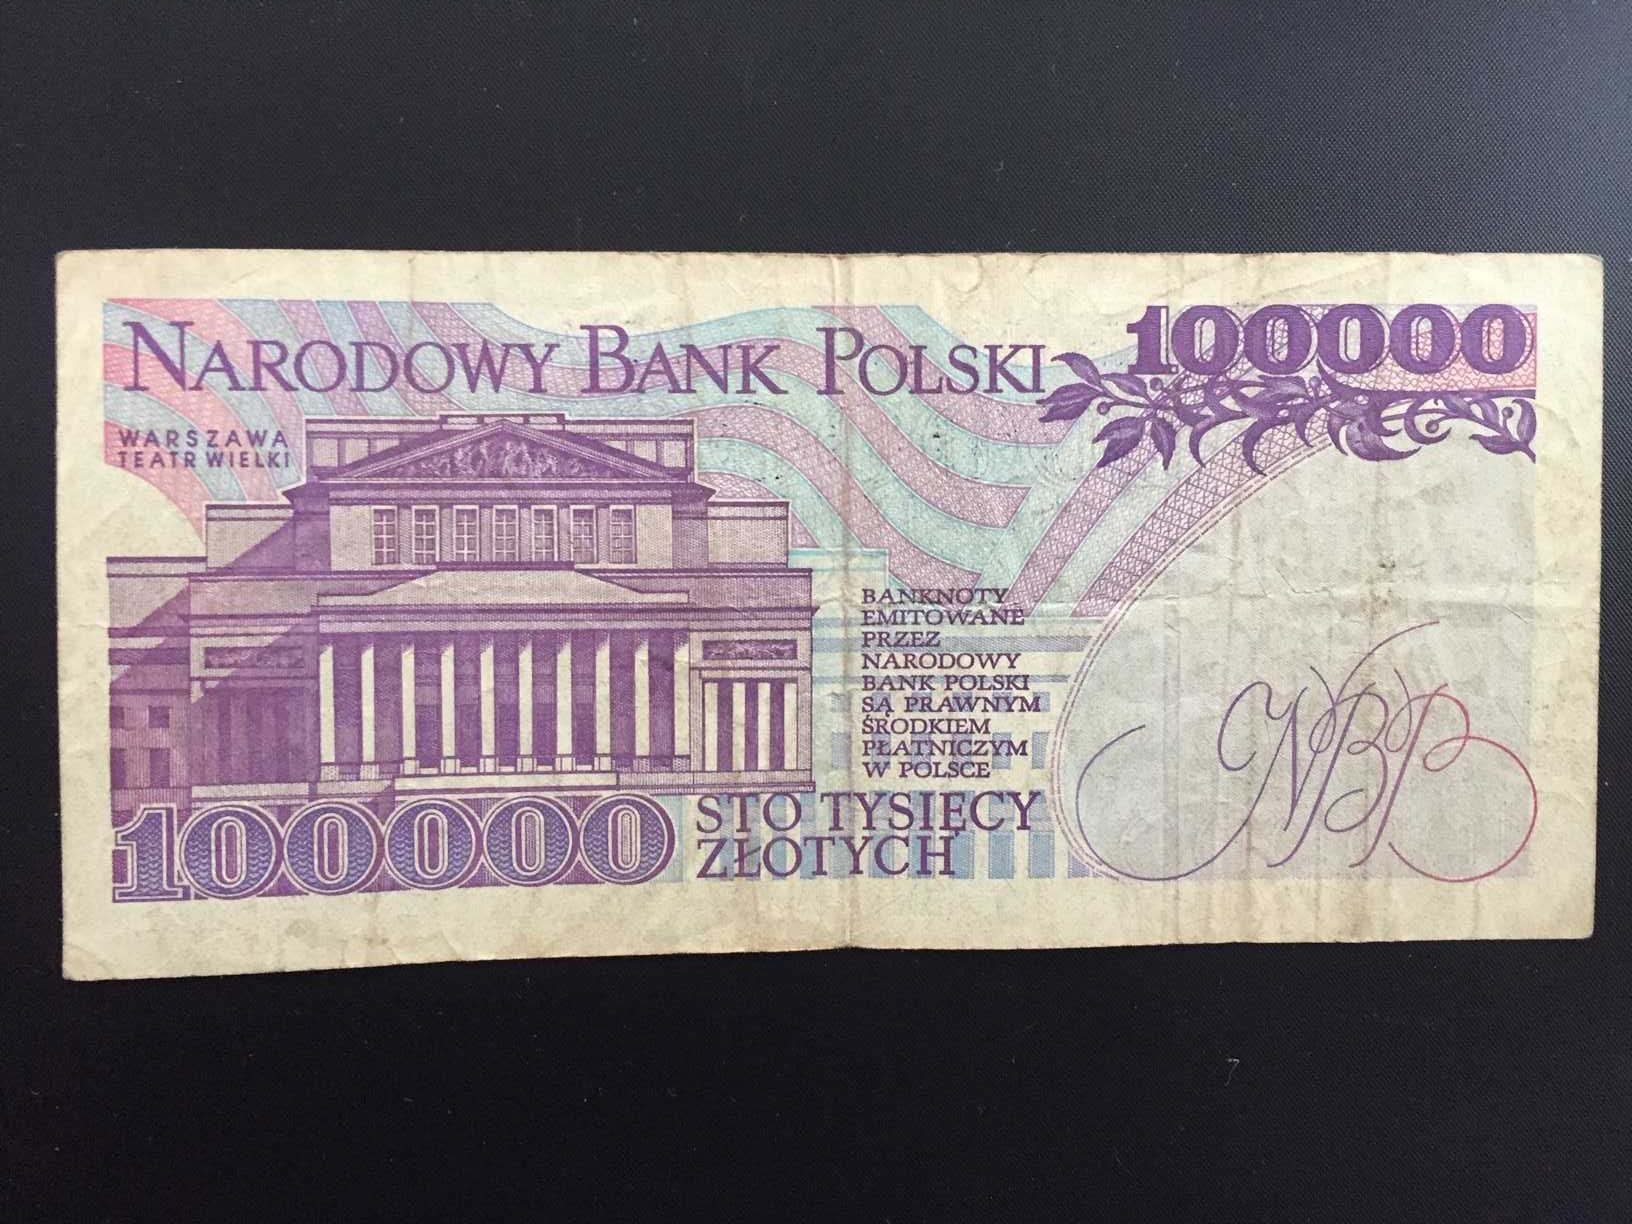 NARODOWY BANK POLSKI
100000
WARSZAWA
TEATR WIELKI
BANKNOTY
EMITOWANE
PRZEZ
NARODOWY
BANK POLSKI
SĄ PRAWNYM
ŚRODKIEM
PŁATNICZYM
W POLSCE
NBP
100000
STO TYSIĘCY
ZŁOTYCH